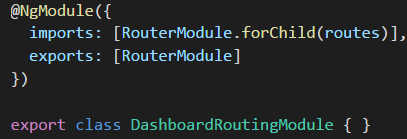 @NgModule({
  imports: [RouterModule.forChild(routes)],
  exports: [RouterModule]
})

export class DashboardRoutingModule { }